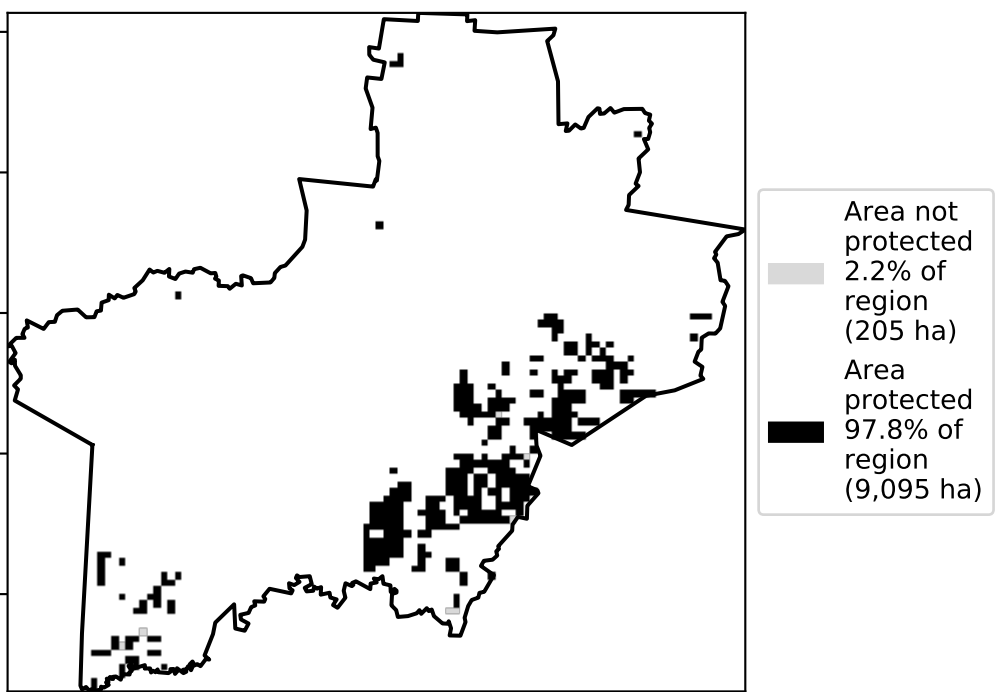 Area not
protected
2.2% of
region
(205 ha)
Area
protected
97.8% of
region
(9,095 ha)